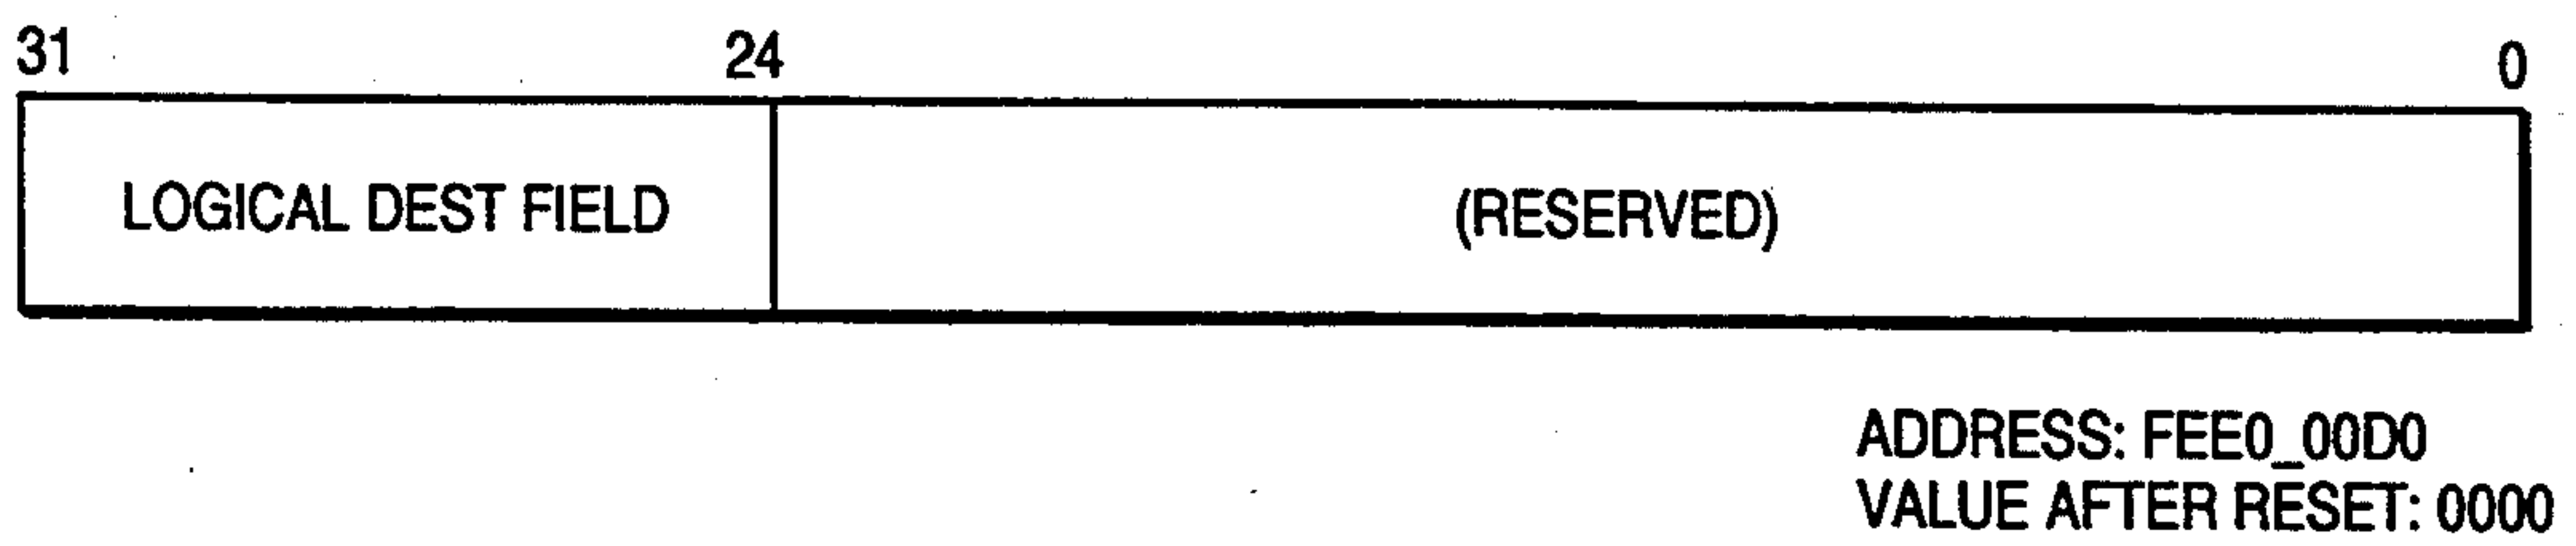 31 24 0
LOGICAL DEST FIELD (RESERVED)
ADDRESS: FEE0_00D0
VALUE AFTER RESET: 0000